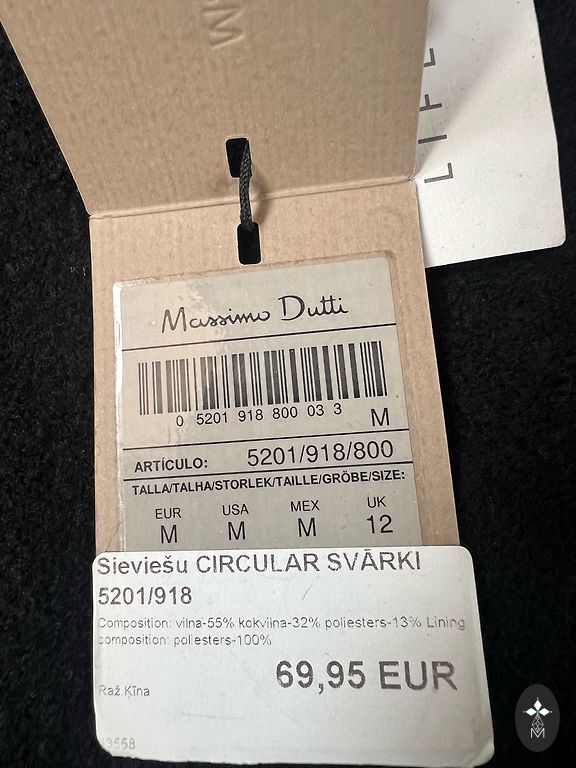 LIFE
Massimo Dutti
0 5201 918 800 03 3
M
ARTÍCULO: 5201/918/800
TALLA/TALHA/STORLEK/TAILLE/GRÖBE/SIZE:
EUR USA MEX UK
M M M 12
Sieviešu CIRCULAR SVĀRKI
5201/918
Composition: vilna-55% kokvilna-32% poliesters-13% Lining
composition: poliesters-100%
69,95 EUR
Raž.Ķīna
M